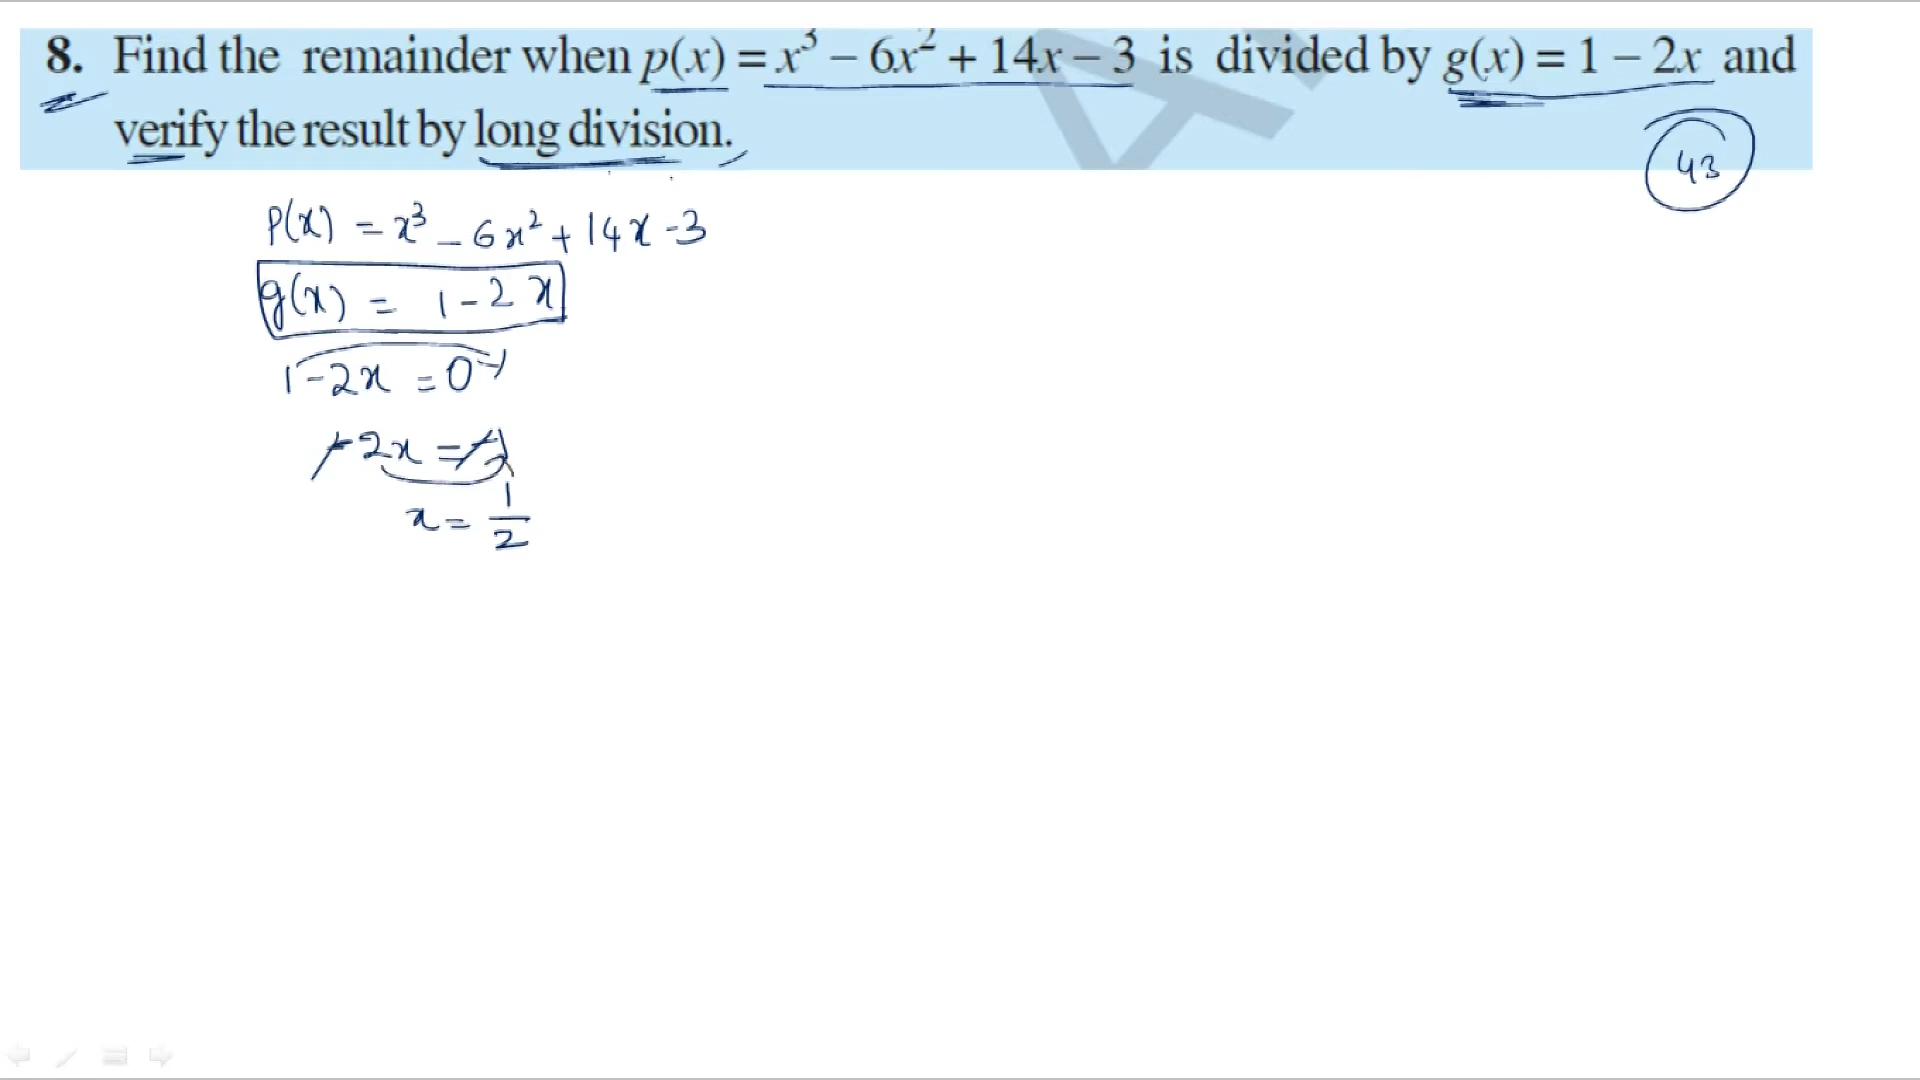 8. Find the remainder when p(x) = x³ – 6x² + 14x – 3 is divided by g(x) = 1 – 2x and
verify the result by long division.
43
P(x) = x³ – 6x² + 14x - 3
g(x) = 1 - 2x
1 - 2x = 0
-2x = -1
x = 1/2